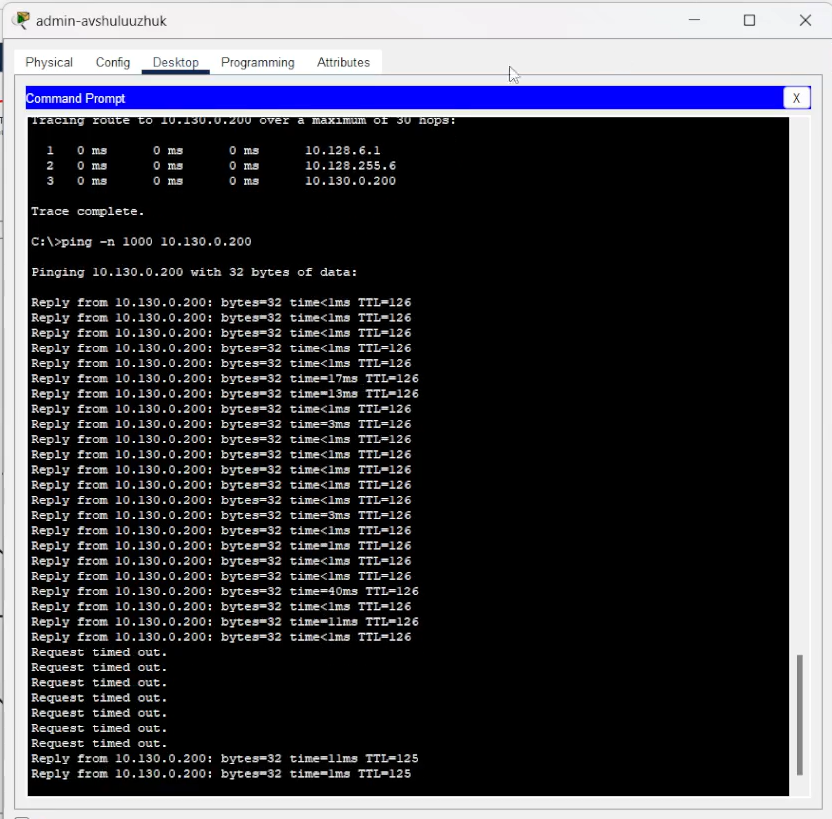 admin-avshuluuzhuk
Physical Config Desktop Programming Attributes
Command Prompt X
Tracing route to 10.130.0.200 over a maximum of 30 hops:
1 0 ms 0 ms 0 ms 10.128.6.1
2 0 ms 0 ms 0 ms 10.128.255.6
3 0 ms 0 ms 0 ms 10.130.0.200
Trace complete.
C:\>ping -n 1000 10.130.0.200
Pinging 10.130.0.200 with 32 bytes of data:
Reply from 10.130.0.200: bytes=32 time<1ms TTL=126
Reply from 10.130.0.200: bytes=32 time<1ms TTL=126
Reply from 10.130.0.200: bytes=32 time<1ms TTL=126
Reply from 10.130.0.200: bytes=32 time<1ms TTL=126
Reply from 10.130.0.200: bytes=32 time<1ms TTL=126
Reply from 10.130.0.200: bytes=32 time=17ms TTL=126
Reply from 10.130.0.200: bytes=32 time=13ms TTL=126
Reply from 10.130.0.200: bytes=32 time<1ms TTL=126
Reply from 10.130.0.200: bytes=32 time=3ms TTL=126
Reply from 10.130.0.200: bytes=32 time<1ms TTL=126
Reply from 10.130.0.200: bytes=32 time<1ms TTL=126
Reply from 10.130.0.200: bytes=32 time<1ms TTL=126
Reply from 10.130.0.200: bytes=32 time<1ms TTL=126
Reply from 10.130.0.200: bytes=32 time<1ms TTL=126
Reply from 10.130.0.200: bytes=32 time=3ms TTL=126
Reply from 10.130.0.200: bytes=32 time<1ms TTL=126
Reply from 10.130.0.200: bytes=32 time=1ms TTL=126
Reply from 10.130.0.200: bytes=32 time<1ms TTL=126
Reply from 10.130.0.200: bytes=32 time<1ms TTL=126
Reply from 10.130.0.200: bytes=32 time=40ms TTL=126
Reply from 10.130.0.200: bytes=32 time<1ms TTL=126
Reply from 10.130.0.200: bytes=32 time=11ms TTL=126
Reply from 10.130.0.200: bytes=32 time<1ms TTL=126
Request timed out.
Request timed out.
Request timed out.
Request timed out.
Request timed out.
Request timed out.
Request timed out.
Reply from 10.130.0.200: bytes=32 time=11ms TTL=125
Reply from 10.130.0.200: bytes=32 time=1ms TTL=125